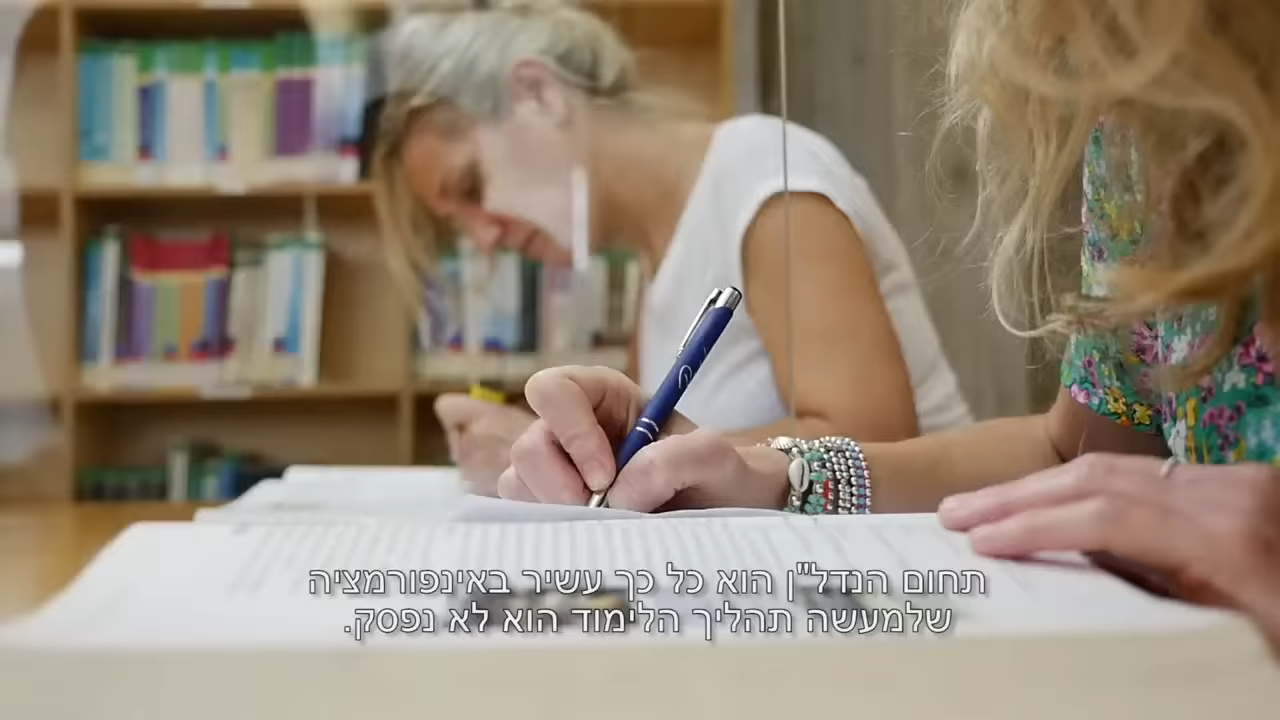 תחום הנדל"ן הוא כל כך עשיר באינפורמציה
שלמעשה תהליך הלימוד הוא לא נפסק.